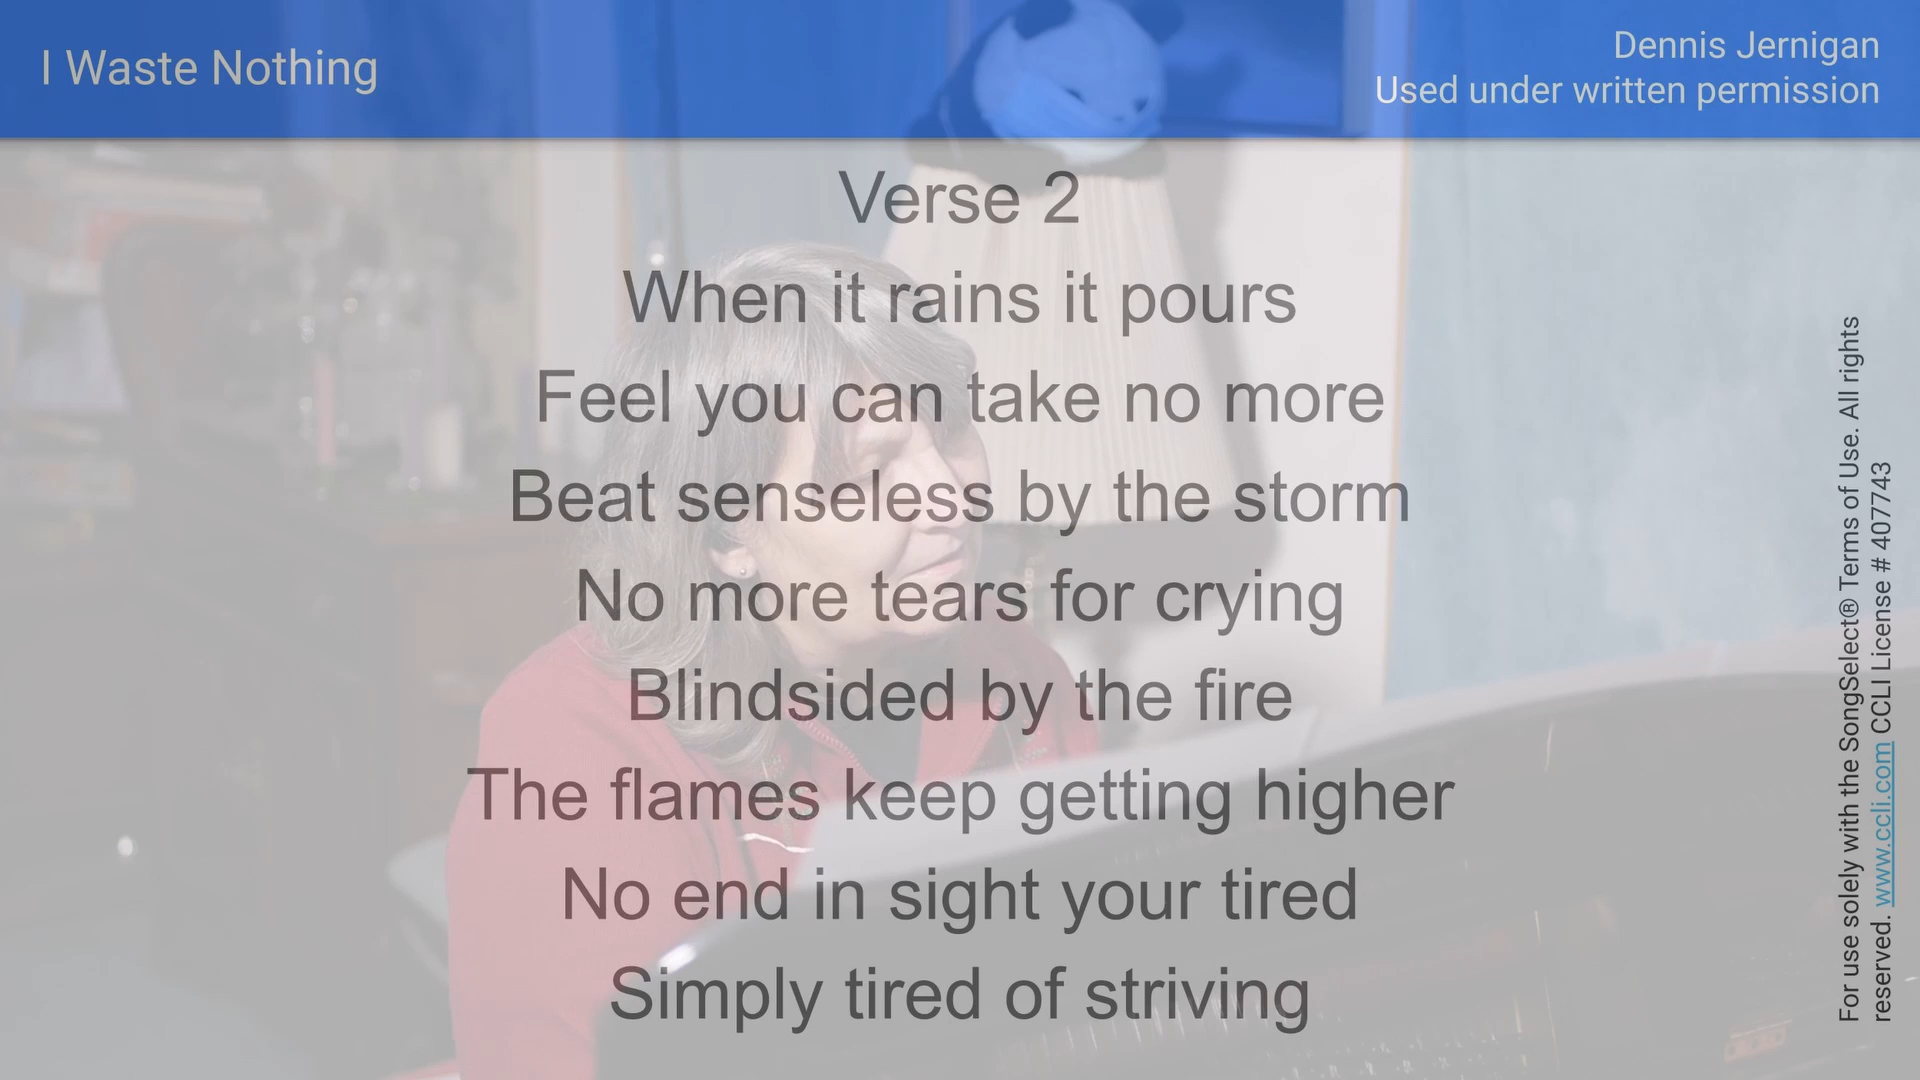 I Waste Nothing
Dennis Jernigan
Used under written permission
Verse 2
When it rains it pours
Feel you can take no more
Beat senseless by the storm
No more tears for crying
Blindsided by the fire
The flames keep getting higher
No end in sight your tired
Simply tired of striving
For use solely with the SongSelect® Terms of Use. All rights
reserved. www.ccli.com CCLI License # 407743